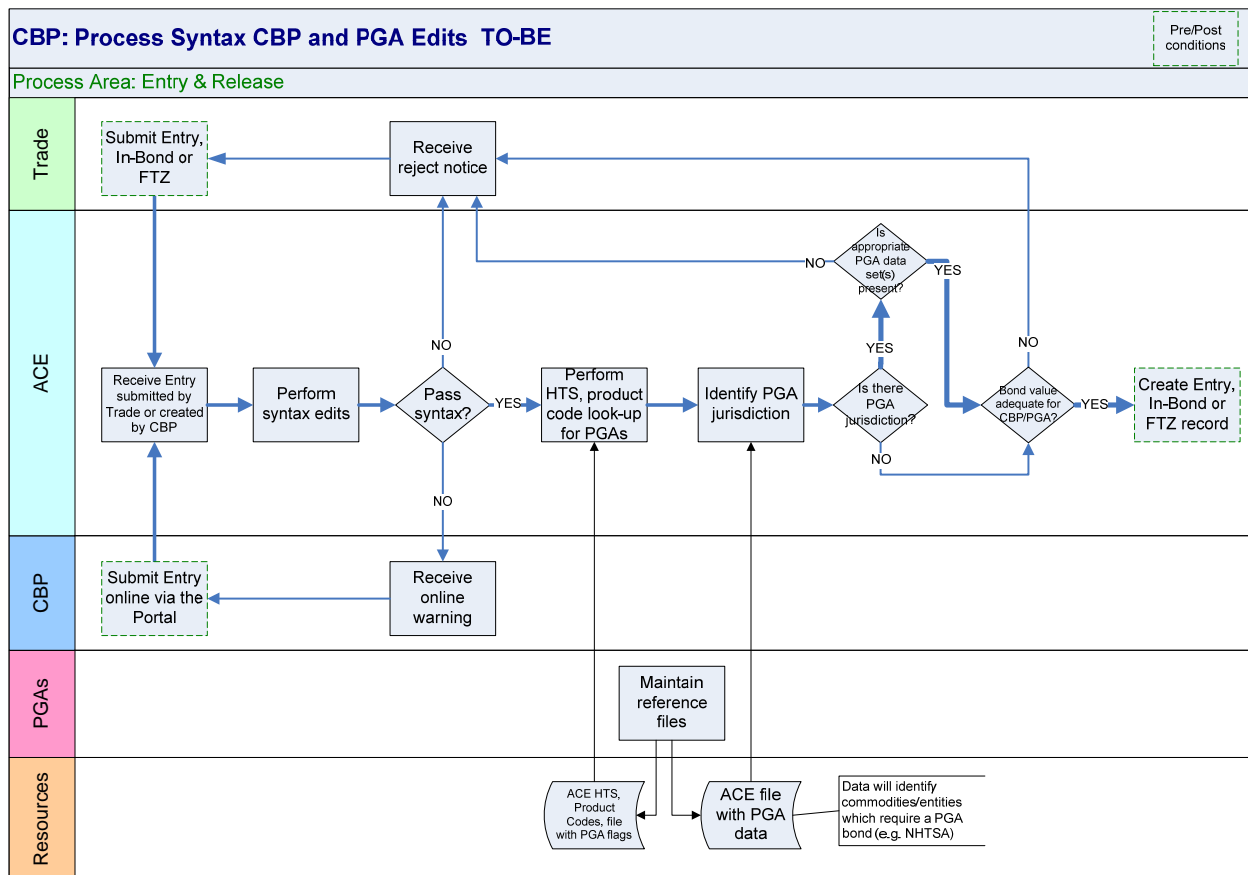 CBP: Process Syntax CBP and PGA Edits TO-BE
Pre/Post
conditions
Process Area: Entry & Release
Trade
Submit Entry,
In-Bond or
FTZ
Receive
reject notice
ACE
Is
appropriate
PGA data
set(s)
present?
NO
YES
NO
YES
NO
Receive Entry
submitted by
Trade or created
by CBP
Perform
syntax edits
Pass
syntax?
YES
Perform
HTS, product
code look-up
for PGAs
Identify PGA
jurisdiction
Is there
PGA
jurisdiction?
Bond value
adequate for
CBP/PGA?
YES
Create Entry,
In-Bond or
FTZ record
NO
NO
CBP
Submit Entry
online via the
Portal
Receive
online
warning
PGAs
Maintain
reference
files
Resources
ACE HTS,
Product
Codes, file
with PGA flags
ACE file
with PGA
data
Data will identify
commodities/entities
which require a PGA
bond (e.g. NHTSA)